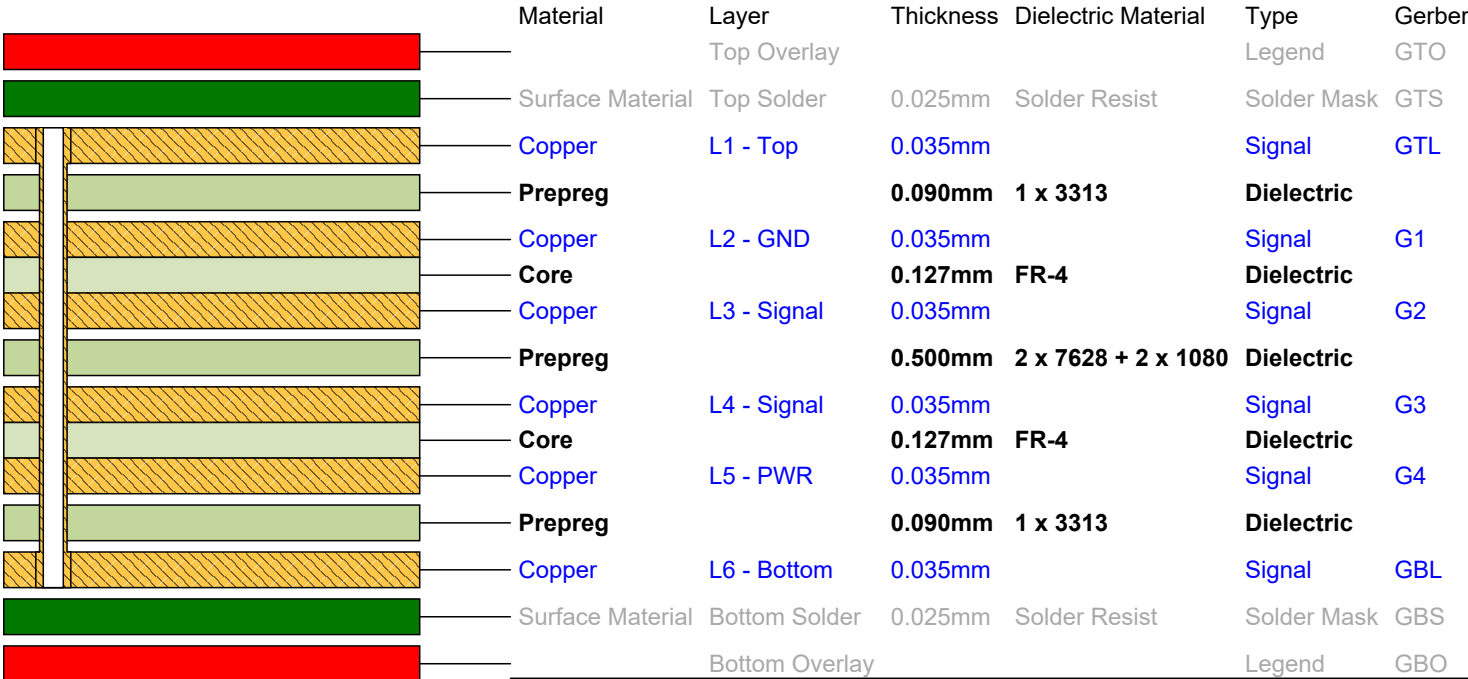 Material Layer Thickness Dielectric Material Type Gerber
Top Overlay Legend GTO
Surface Material Top Solder 0.025mm Solder Resist Solder Mask GTS
Copper L1 - Top 0.035mm Signal GTL
Prepreg 0.090mm 1 x 3313 Dielectric
Copper L2 - GND 0.035mm Signal G1
Core 0.127mm FR-4 Dielectric
Copper L3 - Signal 0.035mm Signal G2
Prepreg 0.500mm 2 x 7628 + 2 x 1080 Dielectric
Copper L4 - Signal 0.035mm Signal G3
Core 0.127mm FR-4 Dielectric
Copper L5 - PWR 0.035mm Signal G4
Prepreg 0.090mm 1 x 3313 Dielectric
Copper L6 - Bottom 0.035mm Signal GBL
Surface Material Bottom Solder 0.025mm Solder Resist Solder Mask GBS
Bottom Overlay Legend GBO